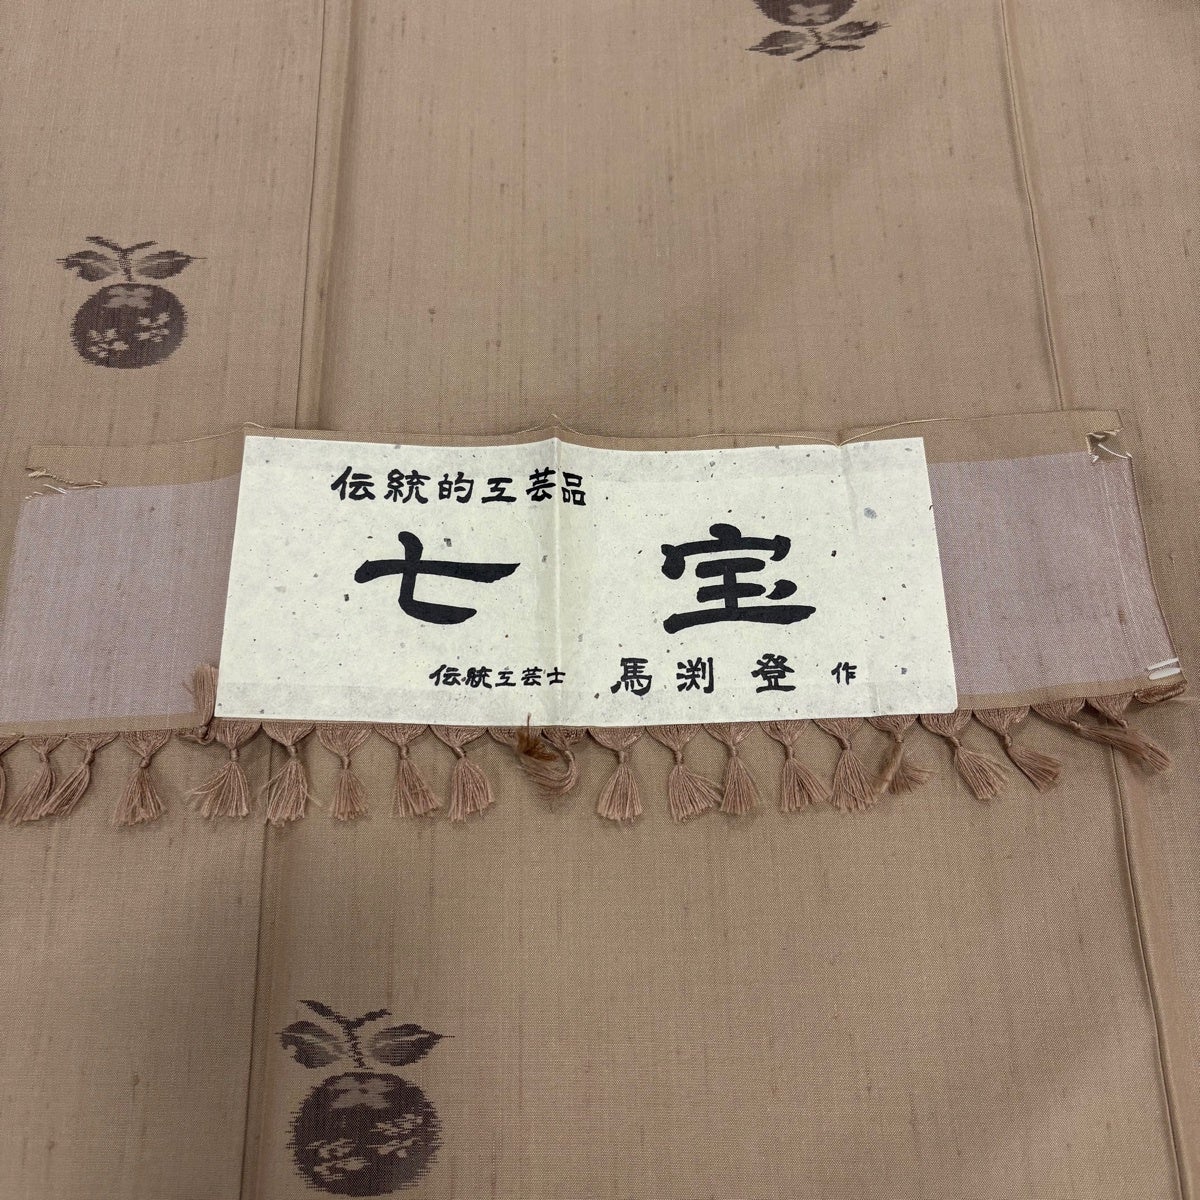 伝統的工芸品
七宝
伝統工芸士 馬渕登 作